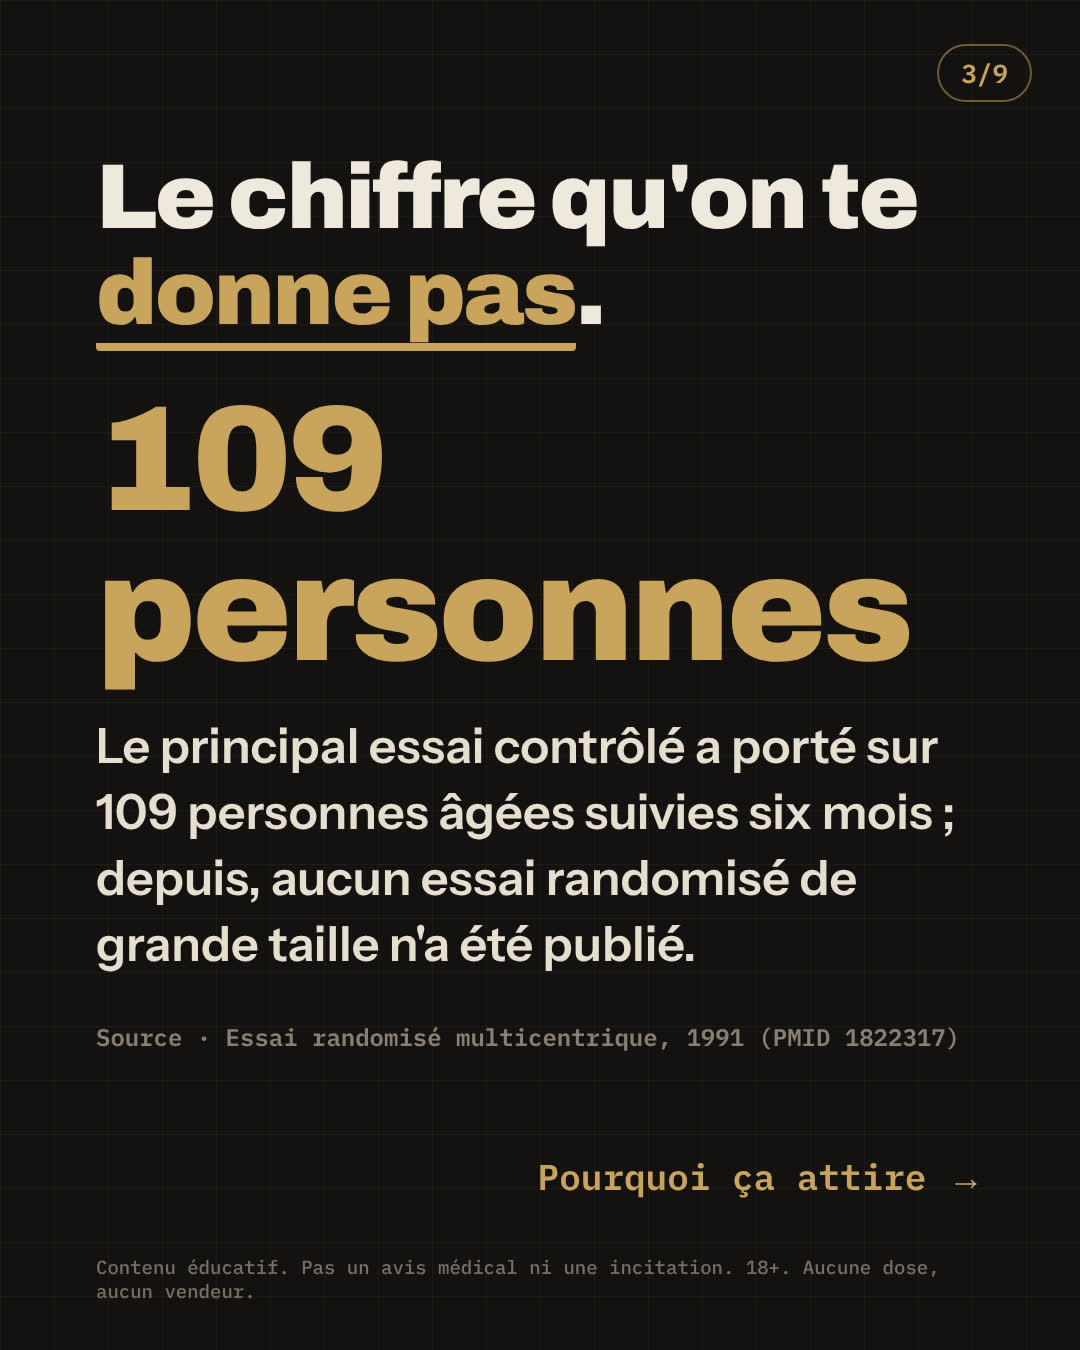 3/9
Le chiffre qu'on te
donne pas.
109
personnes
Le principal essai contrôlé a porté sur
109 personnes âgées suivies six mois ;
depuis, aucun essai randomisé de
grande taille n'a été publié.
Source · Essai randomisé multicentrique, 1991 (PMID 1822317)
Pourquoi ça attire →
Contenu éducatif. Pas un avis médical ni une incitation. 18+. Aucune dose,
aucun vendeur.